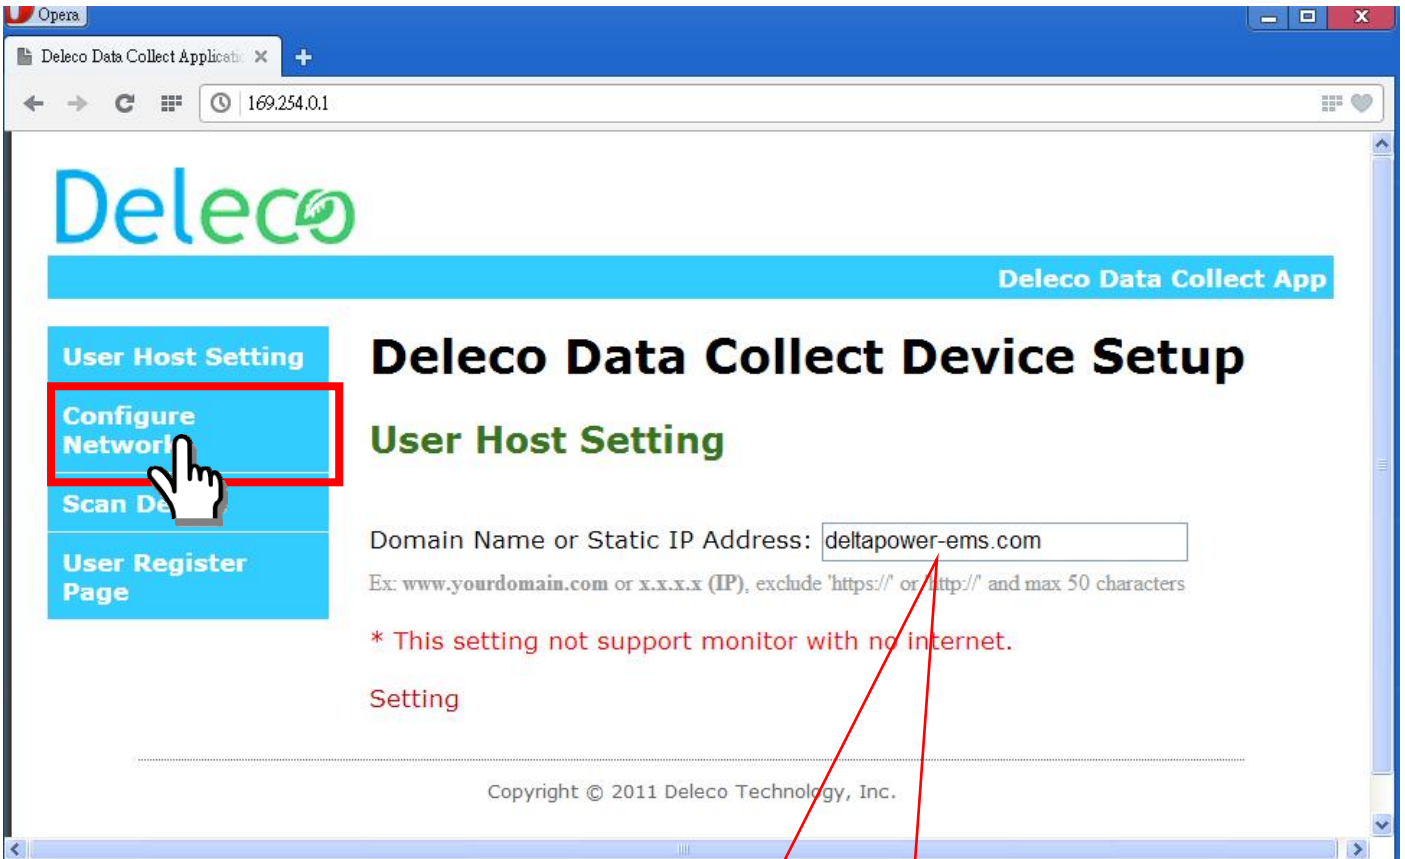 Opera
Deleco Data Collect Applicatio
169.254.0.1
Deleco
Deleco Data Collect App
User Host Setting
Configure
Network
Scan De
User Register
Page
Deleco Data Collect Device Setup
User Host Setting
Domain Name or Static IP Address: deltapower-ems.com
Ex: www.yourdomain.com or x.x.x.x (IP), exclude 'https://' or 'http://' and max 50 characters
* This setting not support monitor with no internet.
Setting
Copyright © 2011 Deleco Technology, Inc.